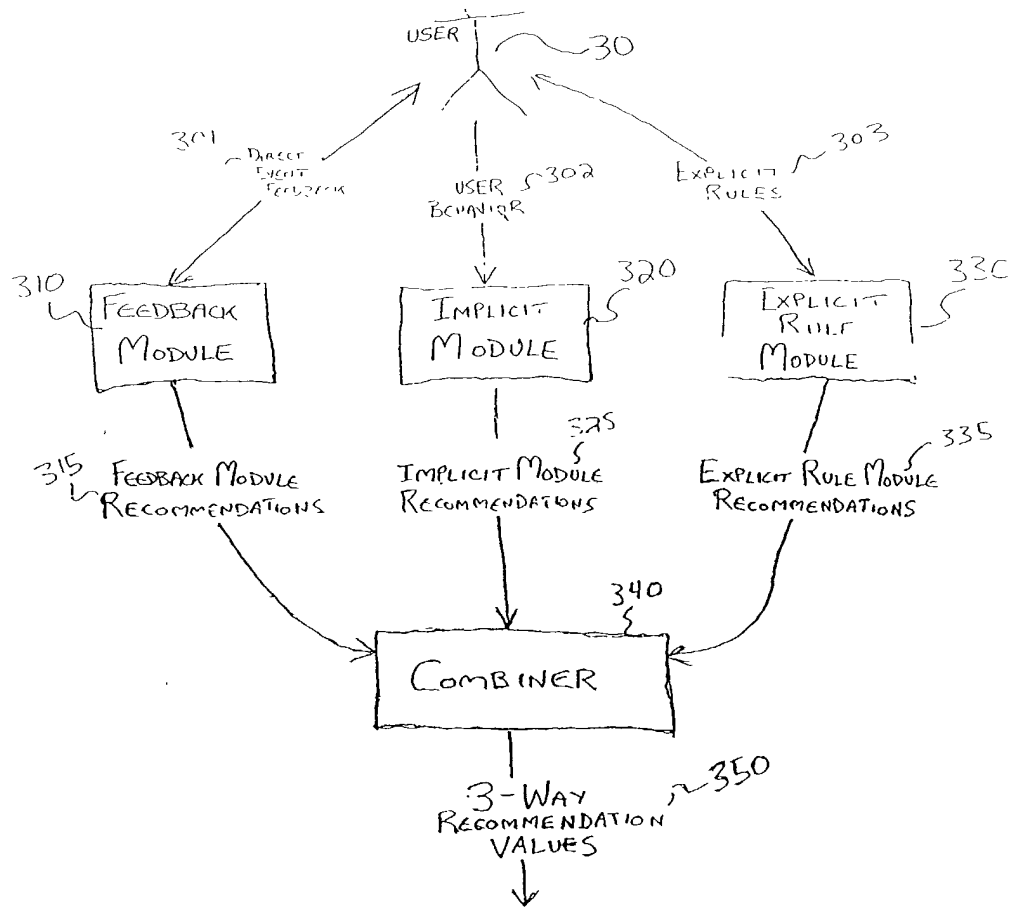 USER
30
301
DIRECT
EVENT
FEEDBACK
USER 302
BEHAVIOR
EXPLICIT 303
RULES
310
FEEDBACK
MODULE
320
IMPLICIT
MODULE
330
EXPLICIT
RULE
MODULE
315
FEEDBACK MODULE
RECOMMENDATIONS
325
IMPLICIT MODULE
RECOMMENDATIONS
335
EXPLICIT RULE MODULE
RECOMMENDATIONS
340
COMBINER
350
3-WAY
RECOMMENDATION
VALUES